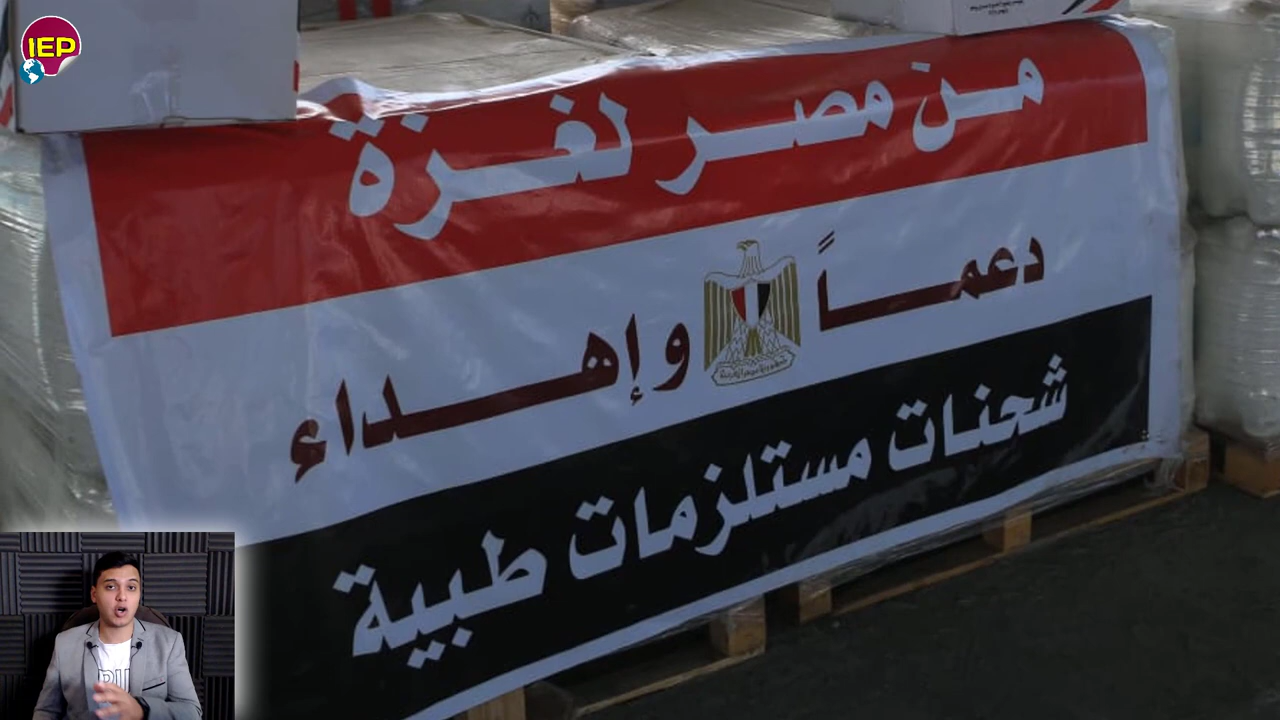 IEP
من مصر لغزة
دعماً وإهداء
شحنات مستلزمات طبية